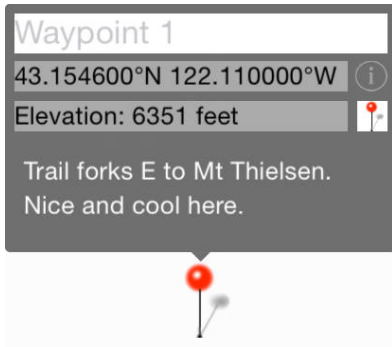 Waypoint 1
43.154600°N 122.110000°W
Elevation: 6351 feet
Trail forks E to Mt Thielsen.
Nice and cool here.